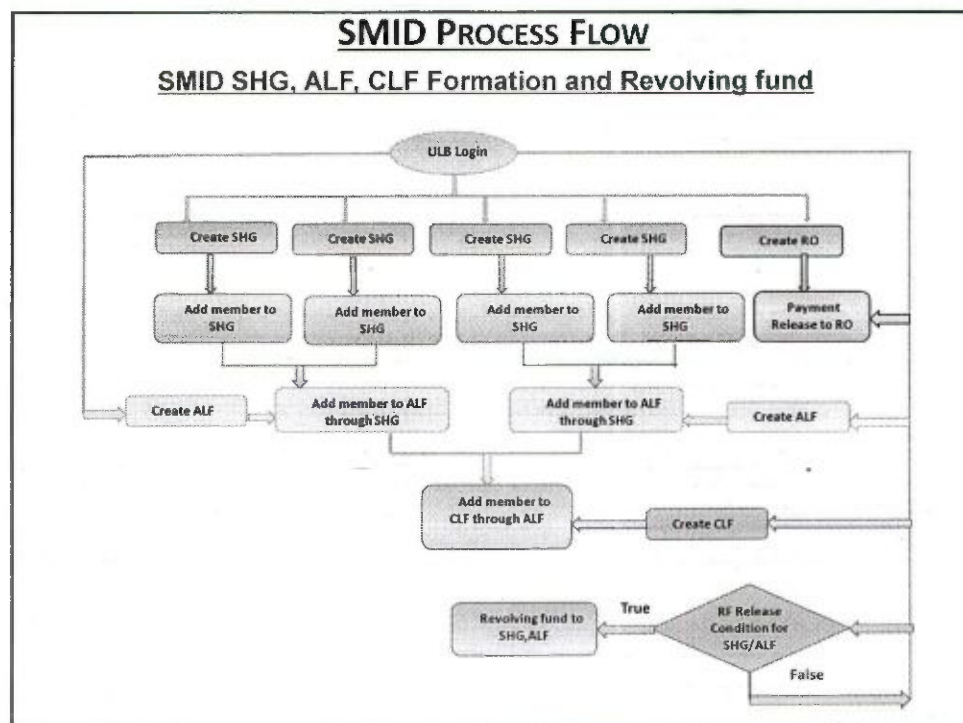 SMID PROCESS FLOW
SMID SHG, ALF, CLF Formation and Revolving fund
ULB Login
Create SHG
Create SHG
Create SHG
Create SHG
Create RO
Add member to
SHG
Add member to
SHG
Add member to
SHG
Add member to
SHG
Payment
Release to RO
Create ALF
Add member to ALF
through SHG
Add member to ALF
through SHG
Create ALF
Add member to
CLF through ALF
Create CLF
Revolving fund to
SHG,ALF
True
RF Release
Condition for
SHG/ALF
False